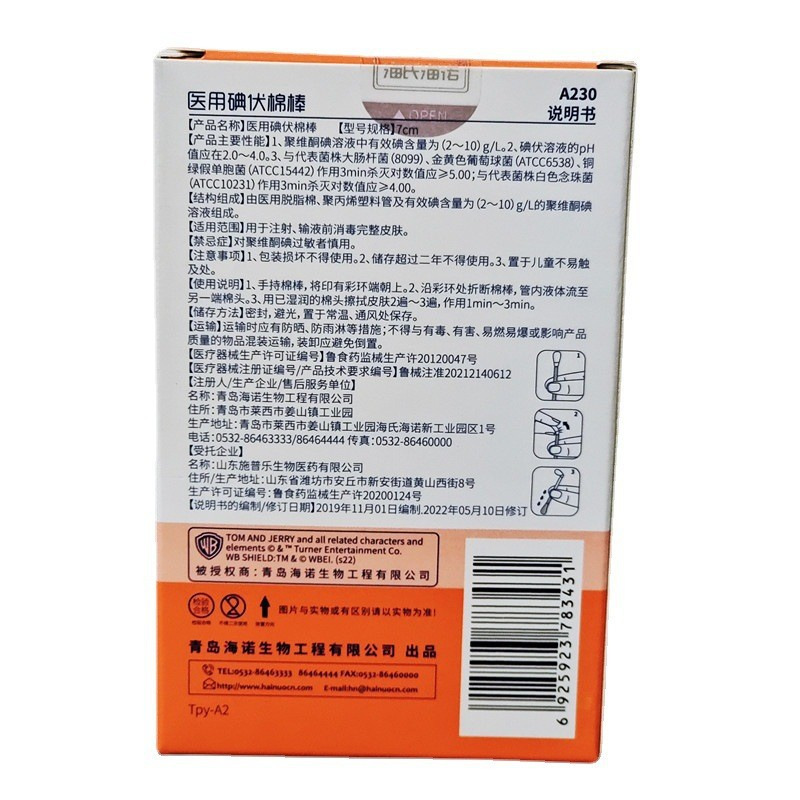 海氏海诺
OPEN
医用碘伏棉棒
A230
说明书
【产品名称】医用碘伏棉棒 【型号规格】7cm
【产品主要性能】1、聚维酮碘溶液中有效碘含量为(2～10)g/L。2、碘伏溶液的pH
值应在2.0～4.0。3、与代表菌株大肠杆菌(8099)、金黄色葡萄球菌(ATCC6538)、铜
绿假单胞菌(ATCC15442)作用3min杀灭对数值应≥5.00;与代表菌株白色念珠菌
(ATCC10231)作用3min杀灭对数值应≥4.00。
【结构组成】由医用脱脂棉、聚丙烯塑料管及有效碘含量为(2～10)g/L的聚维酮碘
溶液组成。
【适用范围】用于注射、输液前消毒完整皮肤。
【禁忌症】对聚维酮碘过敏者慎用。
【注意事项】1、包装损坏不得使用。2、储存超过二年不得使用。3、置于儿童不易触
及处。
【使用说明】1、手持棉棒，将印有彩环端朝上。2、沿彩环处折断棉棒，管内液体流至
另一端棉头。3、用已湿润的棉头擦拭皮肤2遍～3遍，作用1min～3min。
【储存方法】密封，避光，置于常温、通风处保存。
【运输】运输时应有防晒、防雨淋等措施；不得与有毒、有害、易燃易爆或影响产品
质量的物品混装运输，装卸应避免倒置。
【医疗器械生产许可证编号】鲁食药监械生产许20120047号
【医疗器械注册证编号/产品技术要求编号】鲁械注准20212140612
【注册人/生产企业/售后服务单位】
名称:青岛海诺生物工程有限公司
住所:青岛市莱西市姜山镇工业园
生产地址:青岛市莱西市姜山镇工业园海氏海诺新工业园区1号
电话:0532-86463333/86464444 传真:0532-86460000
【受托企业】
名称:山东施普乐生物医药有限公司
住所/生产地址:山东省潍坊市安丘市新安街道黄山西街8号
生产许可证编号:鲁食药监械生产许20200124号
【说明书的编制/修订日期】2019年11月01日编制.2022年05月10日修订
1
2
3
WB
TOM AND JERRY and all related characters and
elements © & ™ Turner Entertainment Co.
WB SHIELD:TM & © WBEI. (s22)
被授权商：青岛海诺生物工程有限公司
检验
合格
图片与实物或有区别请以实物为准!
青岛海诺生物工程有限公司 出品
TEL:0532-86463333 86464444 FAX:0532-86460000
http://www.hainuocn.com E-mail:hn@hainuocn.com
Tpy-A2
6 925923 783431